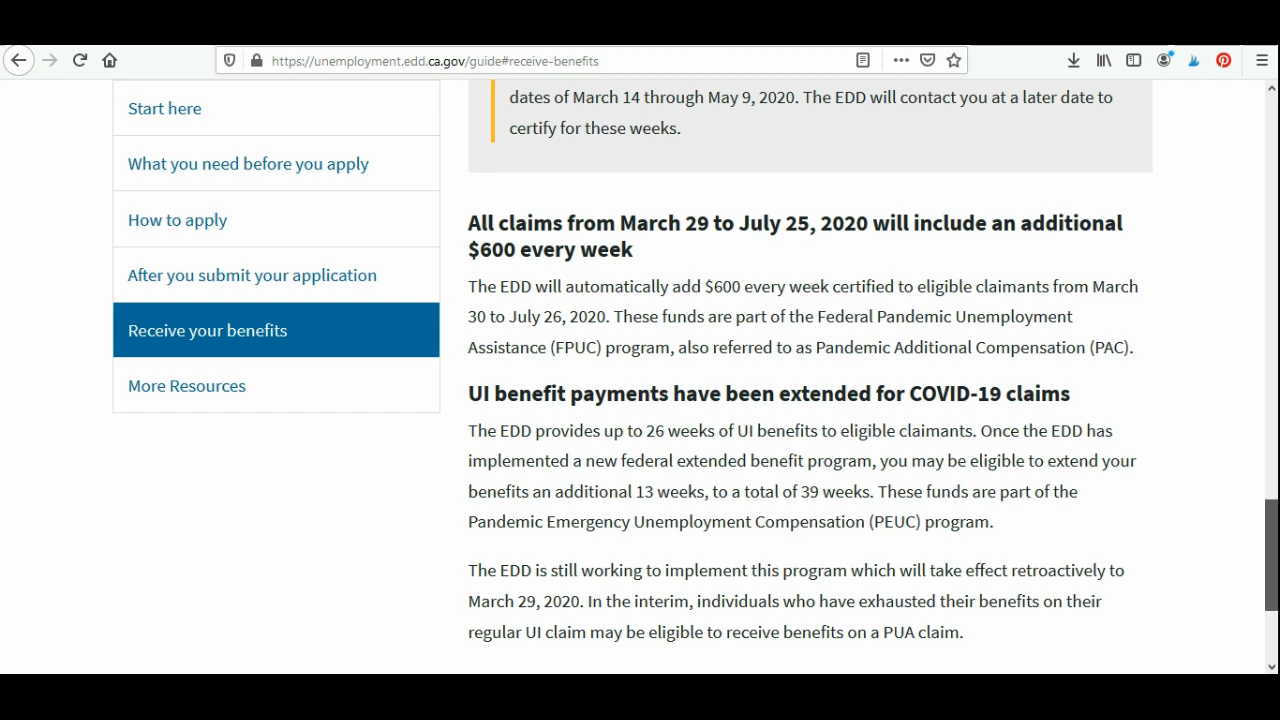 https://unemployment.edd.ca.gov/guide#receive-benefits
Start here
What you need before you apply
How to apply
After you submit your application
Receive your benefits
More Resources
dates of March 14 through May 9, 2020. The EDD will contact you at a later date to
certify for these weeks.
All claims from March 29 to July 25, 2020 will include an additional
$600 every week
The EDD will automatically add $600 every week certified to eligible claimants from March
30 to July 26, 2020. These funds are part of the Federal Pandemic Unemployment
Assistance (FPUC) program, also referred to as Pandemic Additional Compensation (PAC).
UI benefit payments have been extended for COVID-19 claims
The EDD provides up to 26 weeks of UI benefits to eligible claimants. Once the EDD has
implemented a new federal extended benefit program, you may be eligible to extend your
benefits an additional 13 weeks, to a total of 39 weeks. These funds are part of the
Pandemic Emergency Unemployment Compensation (PEUC) program.
The EDD is still working to implement this program which will take effect retroactively to
March 29, 2020. In the interim, individuals who have exhausted their benefits on their
regular UI claim may be eligible to receive benefits on a PUA claim.